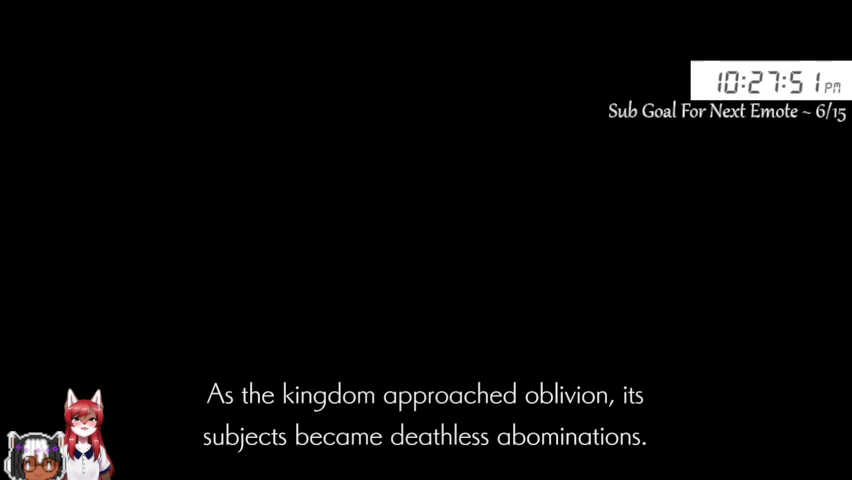 10:27:51 PM
Sub Goal For Next Emote ~ 6/15
As the kingdom approached oblivion, its
subjects became deathless abominations.